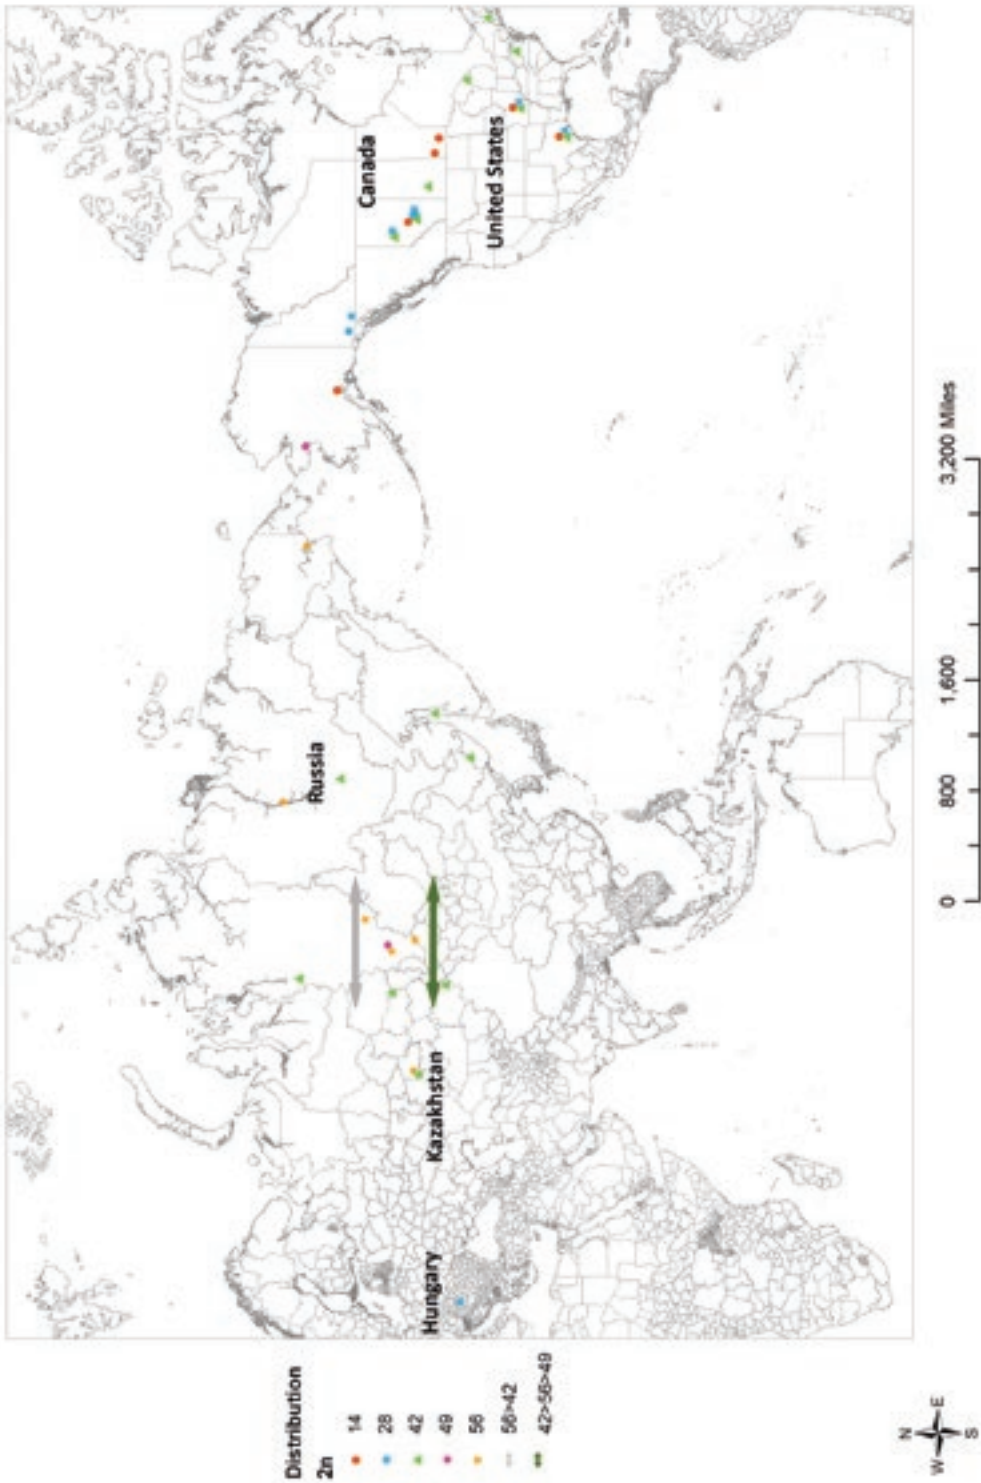 Canada
United States
Russia
Kazakhstan
Hungary
Distribution
2n
14
28
42
49
56
56>42
42>56>49
0 800 1,600 3,200 Miles
N
W E
S